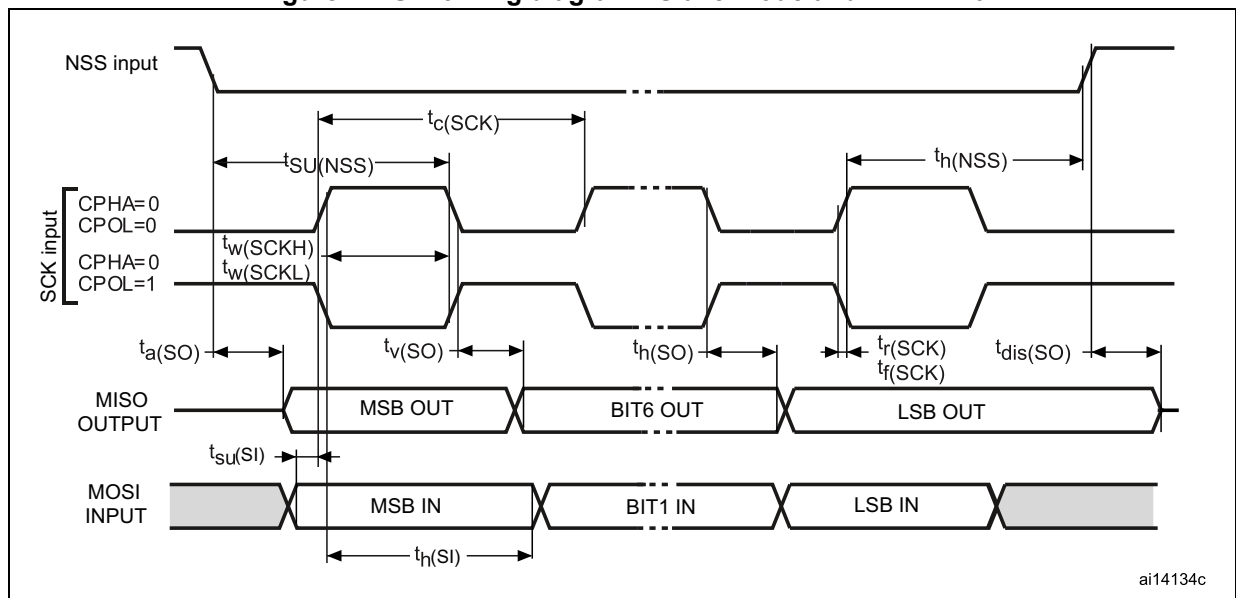 NSS input
tc(SCK)
tSU(NSS)
th(NSS)
SCK input
CPHA=0
CPOL=0
tw(SCKH)
CPHA=0
tw(SCKL)
CPOL=1
ta(SO)
tv(SO)
th(SO)
tr(SCK)
tf(SCK)
tdis(SO)
MISO
OUTPUT
MSB OUT
BIT6 OUT
LSB OUT
tsu(SI)
MOSI
INPUT
MSB IN
BIT1 IN
LSB IN
th(SI)
ai14134c